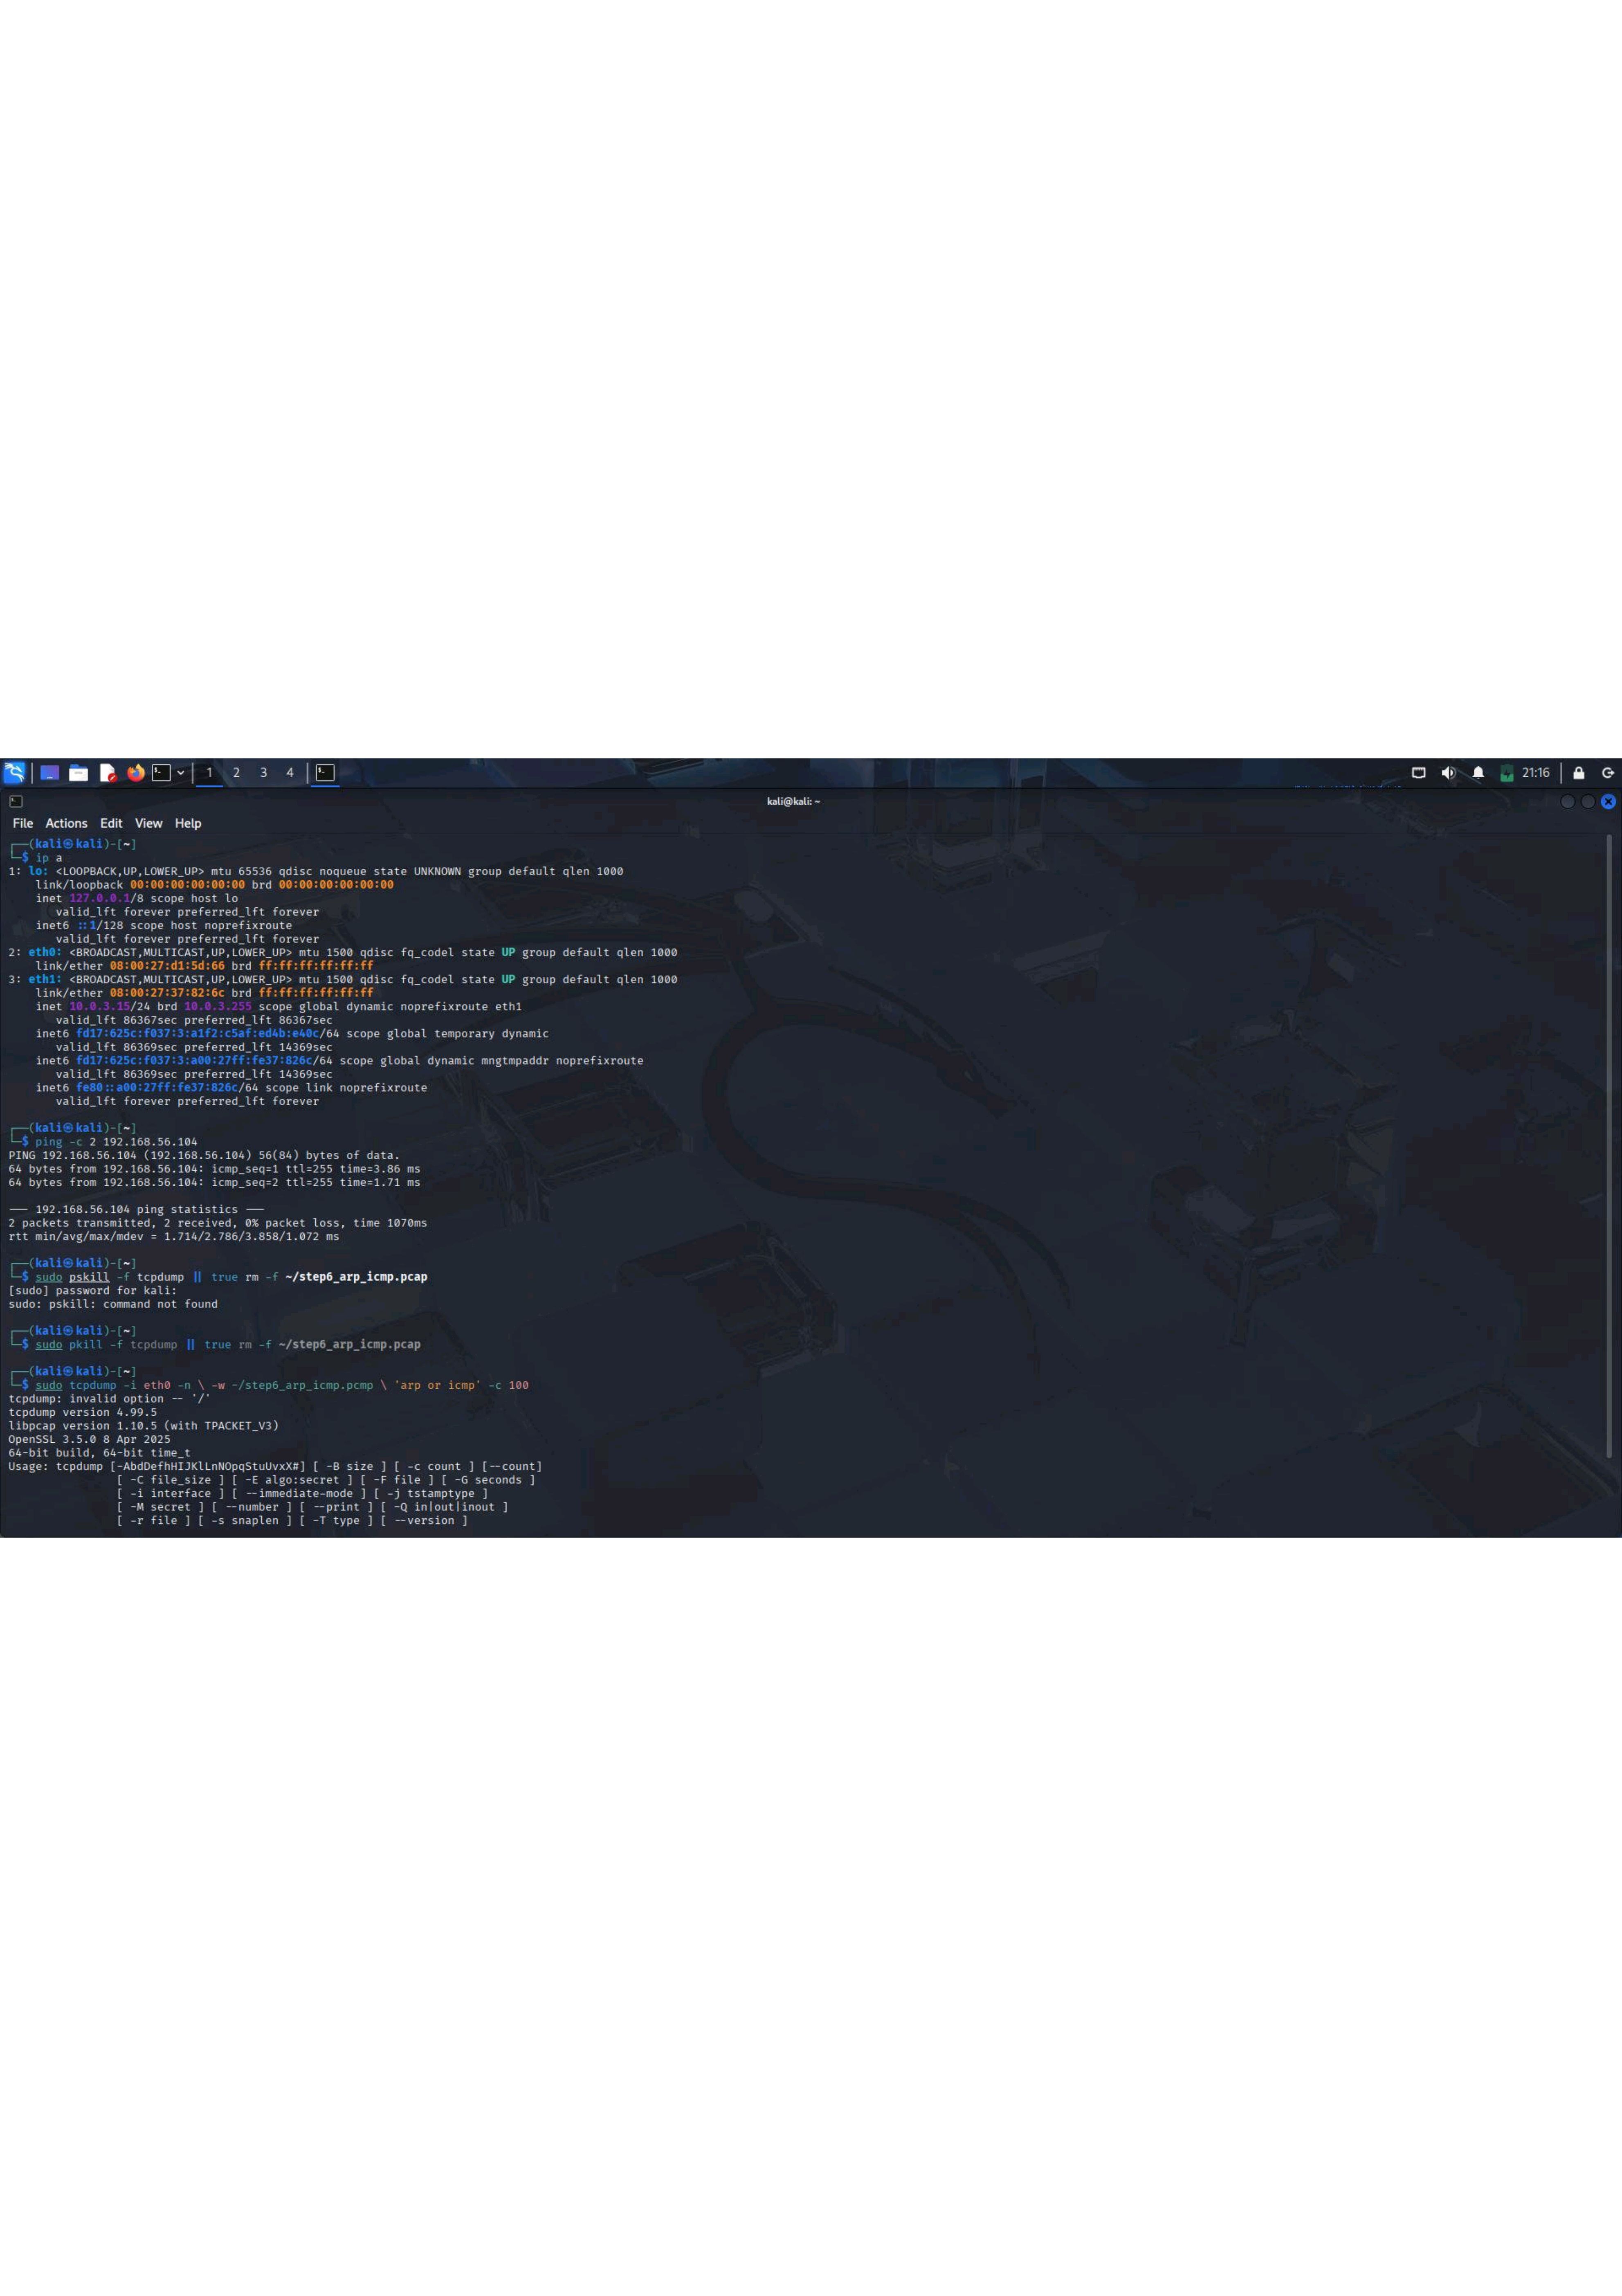 1 2 3 4 21:16
kali@kali: ~
File Actions Edit View Help
┌──(kali㉿kali)-[~]
└─$ ip a
1: lo: <LOOPBACK,UP,LOWER_UP> mtu 65536 qdisc noqueue state UNKNOWN group default qlen 1000
    link/loopback 00:00:00:00:00:00 brd 00:00:00:00:00:00
    inet 127.0.0.1/8 scope host lo
       valid_lft forever preferred_lft forever
    inet6 ::1/128 scope host noprefixroute
       valid_lft forever preferred_lft forever
2: eth0: <BROADCAST,MULTICAST,UP,LOWER_UP> mtu 1500 qdisc fq_codel state UP group default qlen 1000
    link/ether 08:00:27:d1:5d:66 brd ff:ff:ff:ff:ff:ff
3: eth1: <BROADCAST,MULTICAST,UP,LOWER_UP> mtu 1500 qdisc fq_codel state UP group default qlen 1000
    link/ether 08:00:27:37:82:6c brd ff:ff:ff:ff:ff:ff
    inet 10.0.3.15/24 brd 10.0.3.255 scope global dynamic noprefixroute eth1
       valid_lft 86367sec preferred_lft 86367sec
    inet6 fd17:625c:f037:3:a1f2:c5af:ed4b:e40c/64 scope global temporary dynamic
       valid_lft 86369sec preferred_lft 14369sec
    inet6 fd17:625c:f037:3:a00:27ff:fe37:826c/64 scope global dynamic mngtmpaddr noprefixroute
       valid_lft 86369sec preferred_lft 14369sec
    inet6 fe80::a00:27ff:fe37:826c/64 scope link noprefixroute
       valid_lft forever preferred_lft forever
┌──(kali㉿kali)-[~]
└─$ ping -c 2 192.168.56.104
PING 192.168.56.104 (192.168.56.104) 56(84) bytes of data.
64 bytes from 192.168.56.104: icmp_seq=1 ttl=255 time=3.86 ms
64 bytes from 192.168.56.104: icmp_seq=2 ttl=255 time=1.71 ms
--- 192.168.56.104 ping statistics ---
2 packets transmitted, 2 received, 0% packet loss, time 1070ms
rtt min/avg/max/mdev = 1.714/2.786/3.858/1.072 ms
┌──(kali㉿kali)-[~]
└─$ sudo pskill -f tcpdump || true rm -f ~/step6_arp_icmp.pcap
[sudo] password for kali:
sudo: pskill: command not found
┌──(kali㉿kali)-[~]
└─$ sudo pkill -f tcpdump || true rm -f ~/step6_arp_icmp.pcap
┌──(kali㉿kali)-[~]
└─$ sudo tcpdump -i eth0 -n \ -w -/step6_arp_icmp.pcmp \ 'arp or icmp' -c 100
tcpdump: invalid option -- '/'
tcpdump version 4.99.5
libpcap version 1.10.5 (with TPACKET_V3)
OpenSSL 3.5.0 8 Apr 2025
64-bit build, 64-bit time_t
Usage: tcpdump [-AbdDefhHIJKlLnNOpqStuUvxX#] [ -B size ] [ -c count ] [--count]
                [ -C file_size ] [ -E algo:secret ] [ -F file ] [ -G seconds ]
                [ -i interface ] [ --immediate-mode ] [ -j tstamptype ]
                [ -M secret ] [ --number ] [ --print ] [ -Q in|out|inout ]
                [ -r file ] [ -s snaplen ] [ -T type ] [ --version ]